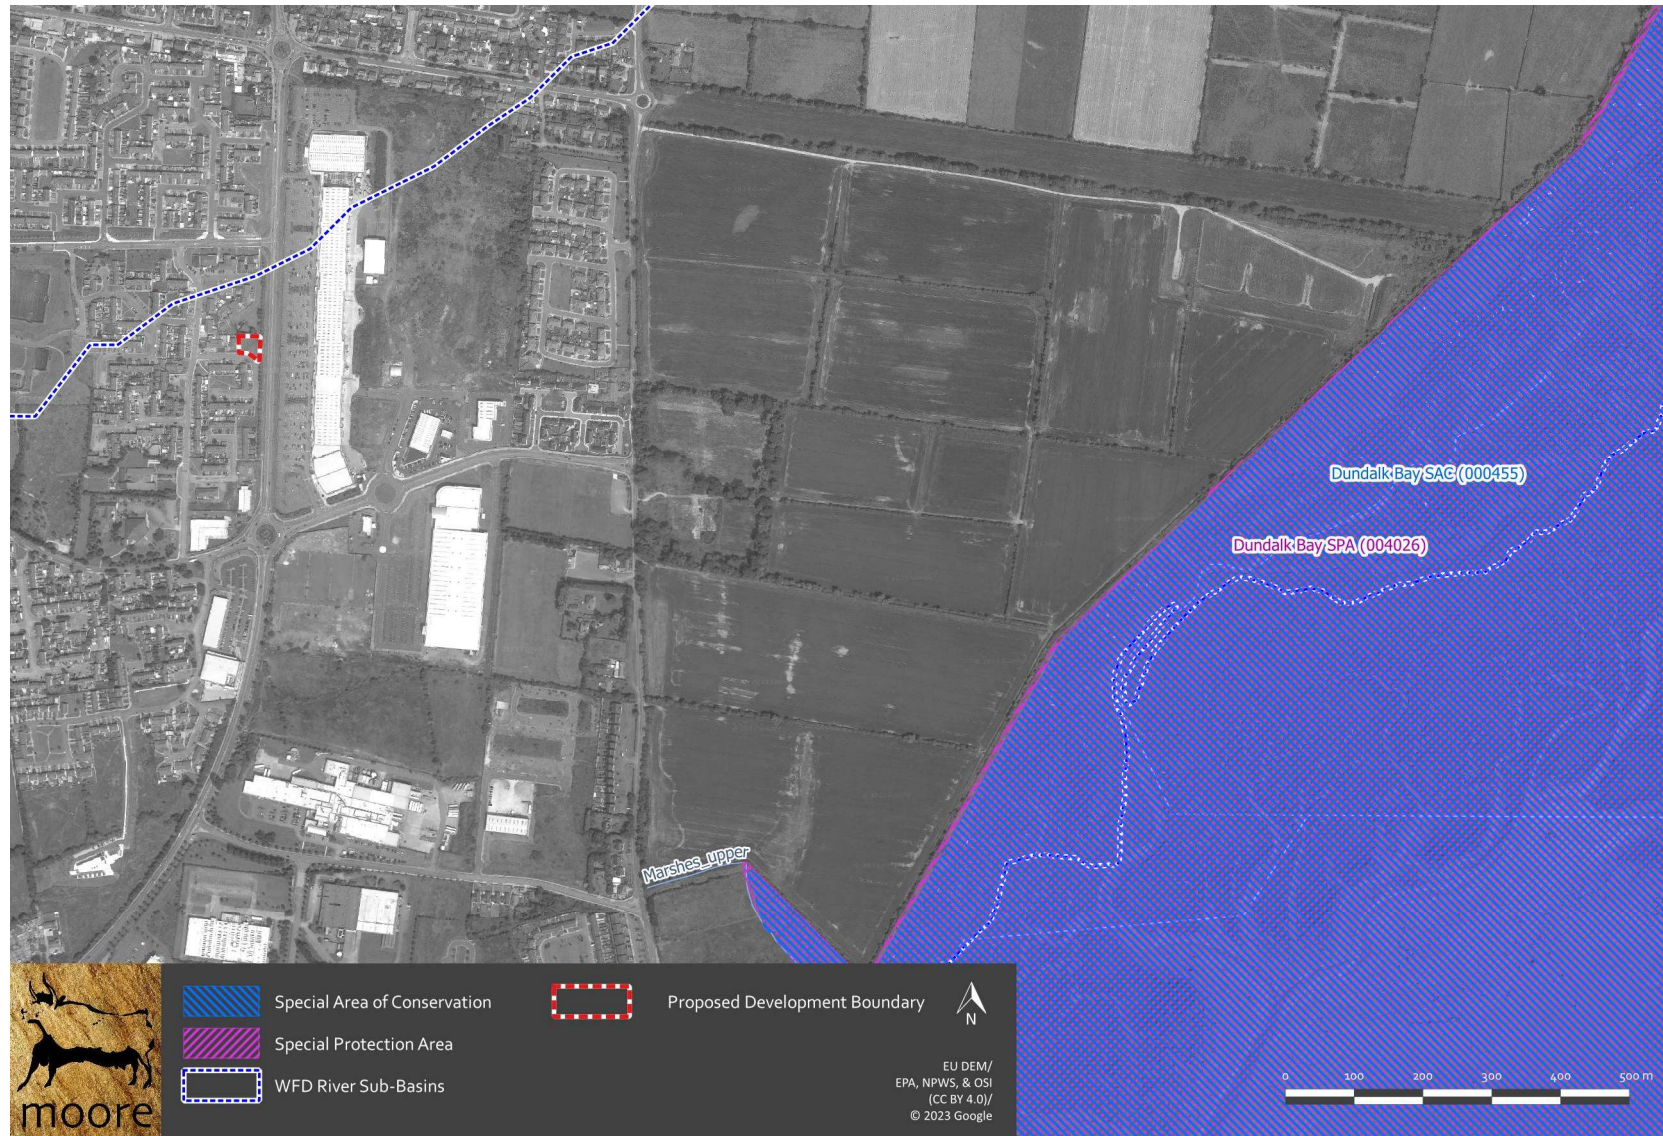 Dundalk Bay SAC (000455)
Dundalk Bay SPA (004026)
Marshes_upper
moore
Special Area of Conservation
Special Protection Area
WFD River Sub-Basins
Proposed Development Boundary
N
EU DEM/
EPA, NPWS, & OSI
(CC BY 4.0)/
© 2023 Google
0 100 200 300 400 500 m